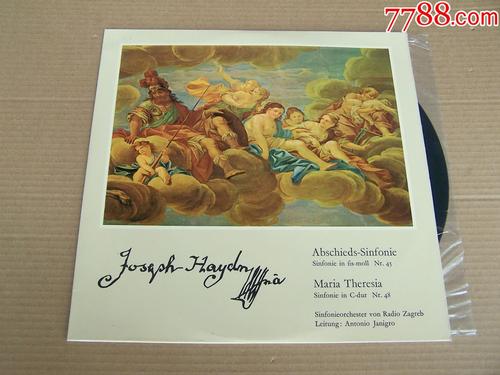 7788.com
Joseph Haydn
Abschieds-Sinfonie
Sinfonie in fis-moll Nr. 45
Maria Theresia
Sinfonie in C-dur Nr. 48
Sinfonieorchester von Radio Zagreb
Leitung: Antonio Janigro